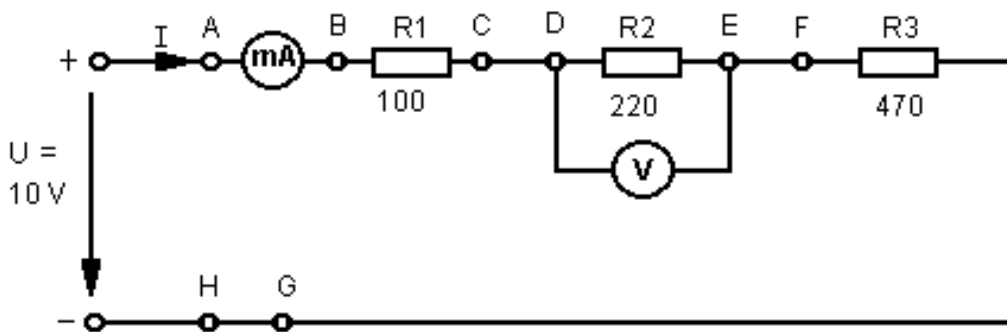 I A B R1 C D R2 E F R3
+ mA
100 220 470
U =
10 V
V
H G
−